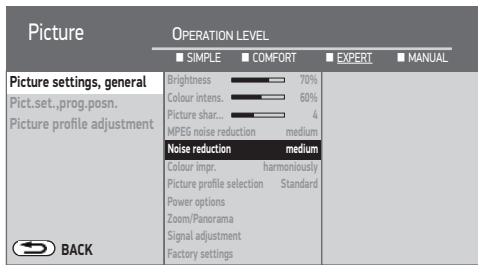 Picture
OPERATION LEVEL
SIMPLE COMFORT EXPERT MANUAL
Picture settings, general
Pict.set.,prog.posn.
Picture profile adjustment
Brightness 70%
Colour intens. 60%
Picture shar... 4
MPEG noise reduction medium
Noise reduction medium
Colour impr. harmoniously
Picture profile selection Standard
Power options
Zoom/Panorama
Signal adjustment
Factory settings
BACK